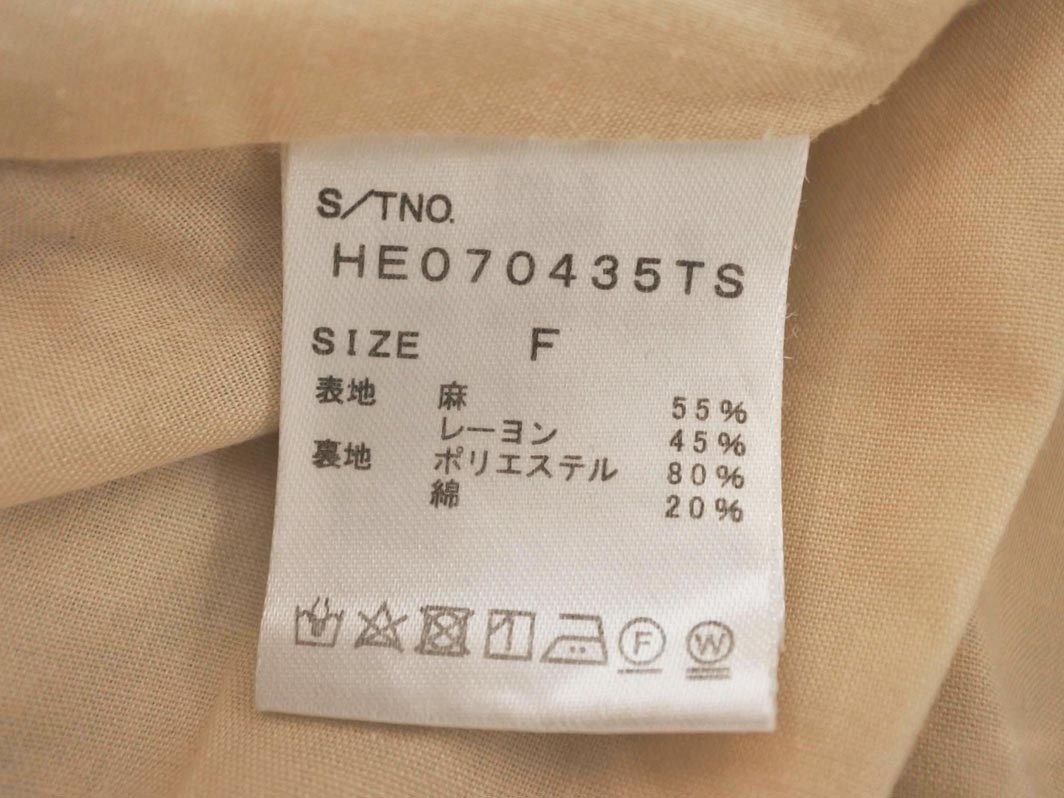 S/TNO.
HE070435TS
SIZE F
表地 麻 55%
レーヨン 45%
裏地 ポリエステル 80%
綿 20%
F W